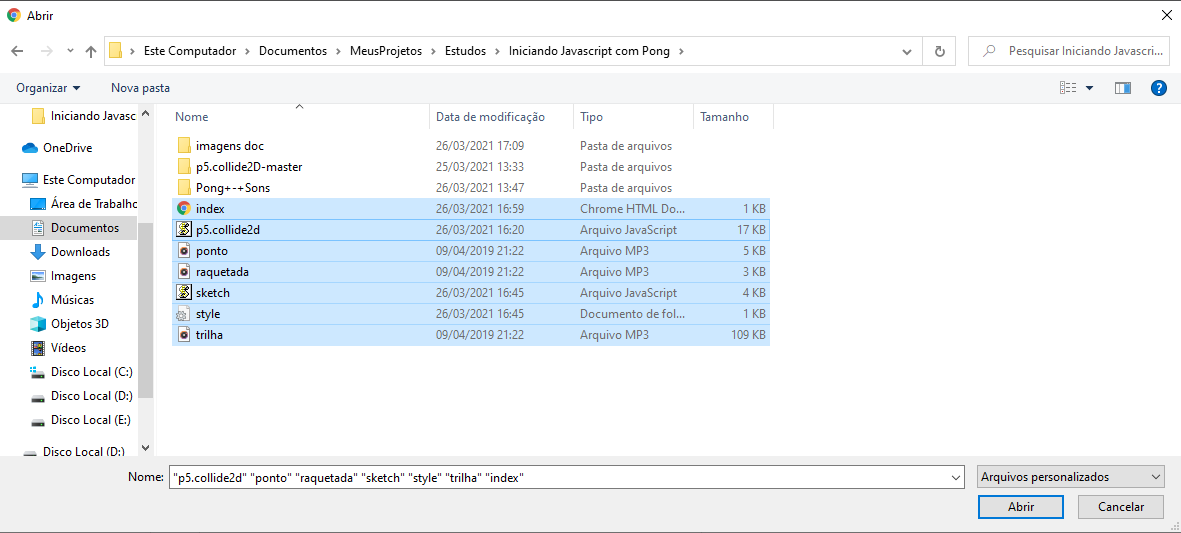 Abrir
Este Computador > Documentos > MeusProjetos > Estudos > Iniciando Javascript com Pong >
Pesquisar Iniciando Javascri...
Organizar
Nova pasta
?
Iniciando Javasc
OneDrive
Este Computador
Área de Trabalho
Documentos
Downloads
Imagens
Músicas
Objetos 3D
Vídeos
Disco Local (C:)
Disco Local (D:)
Disco Local (E:)
Disco Local (D:)
Nome Data de modificação Tipo Tamanho
imagens doc 26/03/2021 17:09 Pasta de arquivos
p5.collide2D-master 25/03/2021 13:33 Pasta de arquivos
Pong+-+Sons 26/03/2021 13:47 Pasta de arquivos
index 26/03/2021 16:59 Chrome HTML Do... 1 KB
p5.collide2d 26/03/2021 16:20 Arquivo JavaScript 17 KB
ponto 09/04/2019 21:22 Arquivo MP3 5 KB
raquetada 09/04/2019 21:22 Arquivo MP3 3 KB
sketch 26/03/2021 16:45 Arquivo JavaScript 4 KB
style 26/03/2021 16:45 Documento de fol... 1 KB
trilha 09/04/2019 21:22 Arquivo MP3 109 KB
Nome: "p5.collide2d" "ponto" "raquetada" "sketch" "style" "trilha" "index"
Arquivos personalizados
Abrir
Cancelar